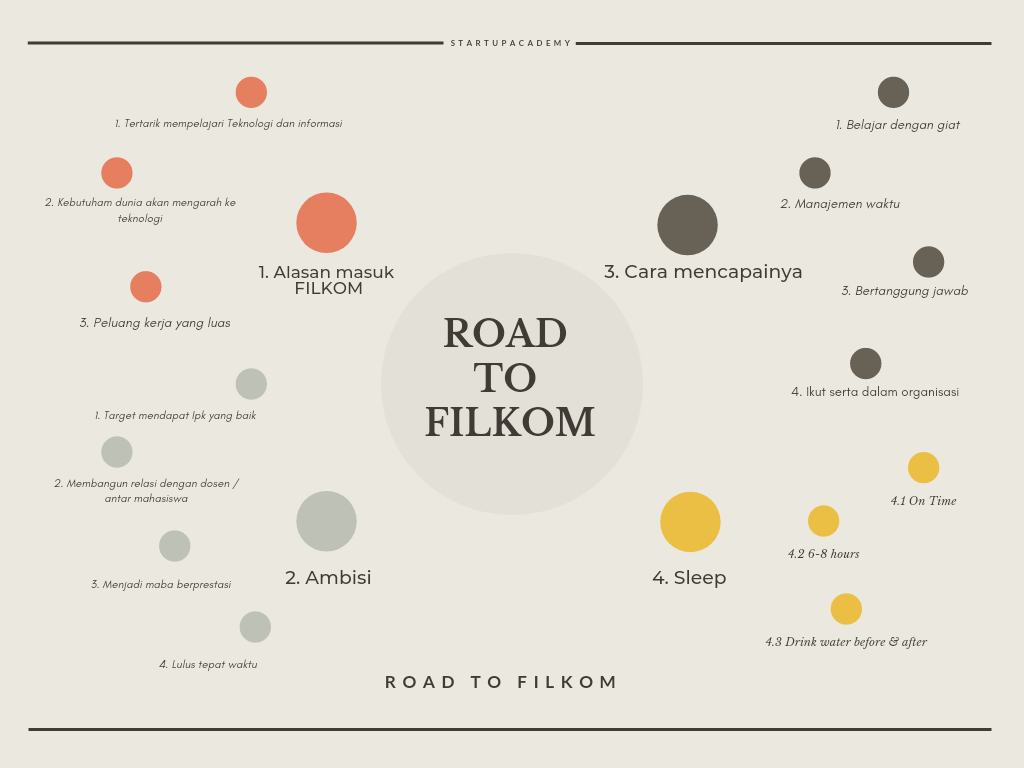 STARTUPACADEMY
1. Tertarik mempelajari Teknologi dan informasi
2. Kebutuham dunia akan mengarah ke
teknologi
1. Alasan masuk
FILKOM
3. Peluang kerja yang luas
1. Target mendapat Ipk yang baik
2. Membangun relasi dengan dosen /
antar mahasiswa
2. Ambisi
3. Menjadi maba berprestasi
4. Lulus tepat waktu
ROAD
TO
FILKOM
1. Belajar dengan giat
2. Manajemen waktu
3. Cara mencapainya
3. Bertanggung jawab
4. Ikut serta dalam organisasi
4.1 On Time
4.2 6-8 hours
4. Sleep
4.3 Drink water before & after
ROAD TO FILKOM